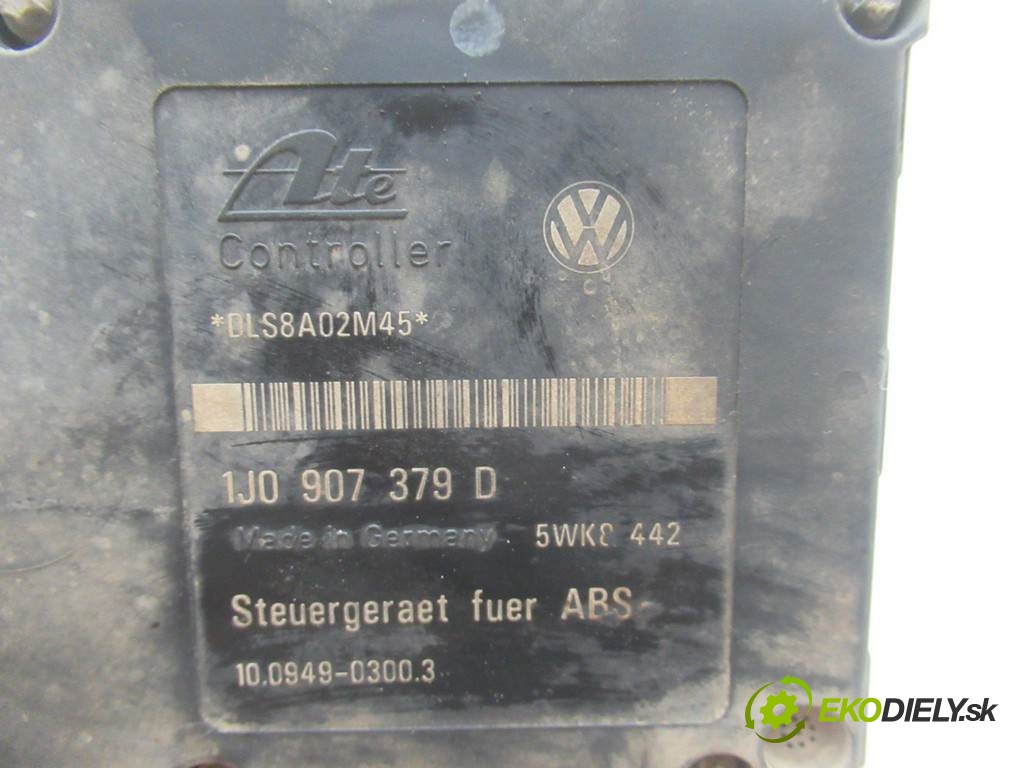 Ate
Controller
*DLS8A02M45*
1J0 907 379 D
Made in Germany 5WK8 442
Steuergeraet fuer ABS
10.0949-0300.3
EKODIELY.sk